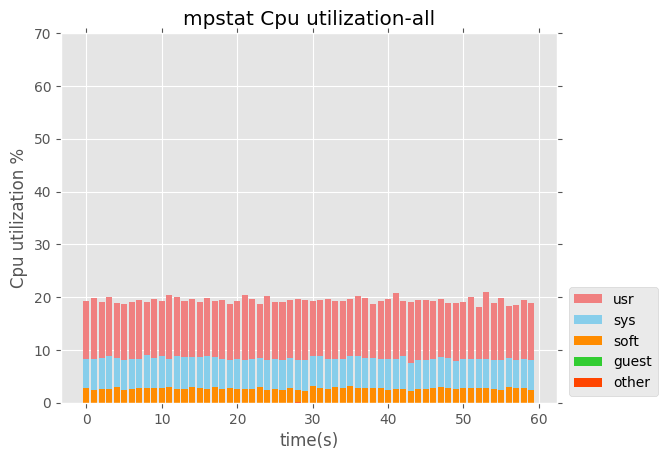 mpstat Cpu utilization-all
70
60
50
40
30
20
10
0
Cpu utilization %
0 10 20 30 40 50 60
time(s)
usr
sys
soft
guest
other